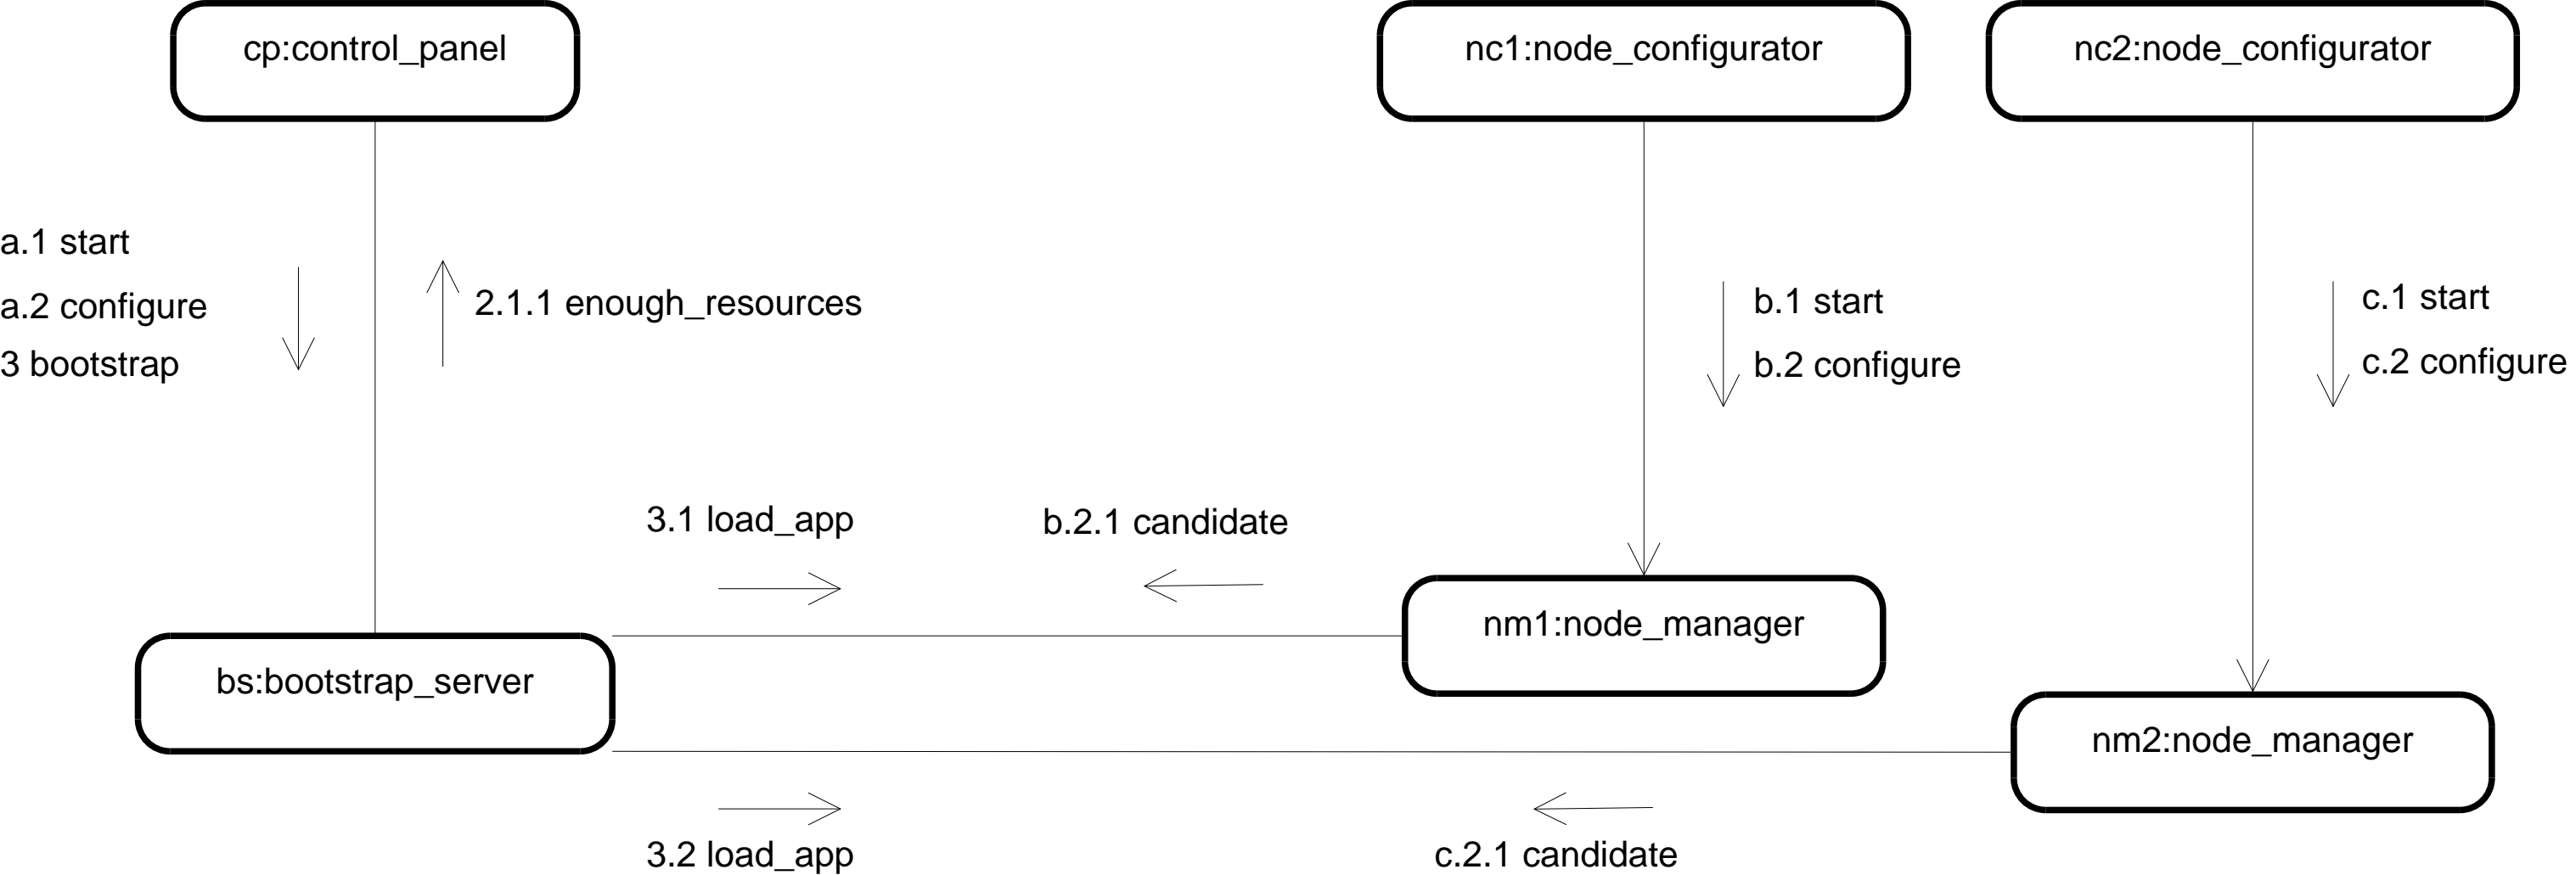 cp:control_panel
nc1:node_configurator
nc2:node_configurator
a.1 start
a.2 configure
3 bootstrap
2.1.1 enough_resources
b.1 start
b.2 configure
c.1 start
c.2 configure
3.1 load_app
b.2.1 candidate
nm1:node_manager
bs:bootstrap_server
nm2:node_manager
3.2 load_app
c.2.1 candidate